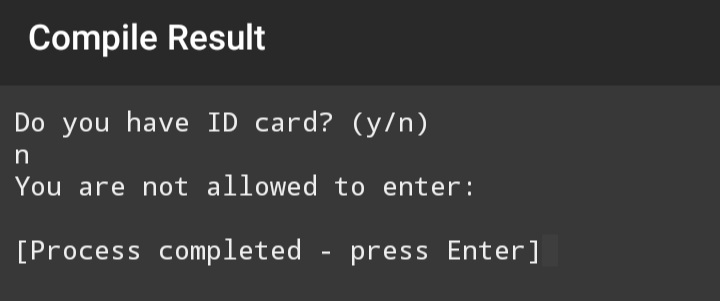 Compile Result
Do you have ID card? (y/n)
n
You are not allowed to enter:
[Process completed - press Enter]